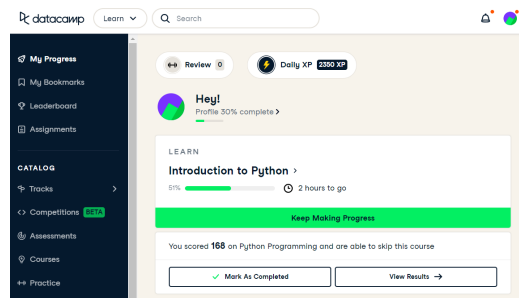 datacamp
Learn
Search
My Progress
My Bookmarks
Leaderboard
Assignments
CATALOG
Tracks
Competitions BETA
Assessments
Courses
Practice
Review 0
Daily XP 2350 XP
Hey!
Profile 30% complete
LEARN
Introduction to Python
51%
2 hours to go
Keep Making Progress
You scored 168 on Python Programming and are able to skip this course
Mark As Completed
View Results